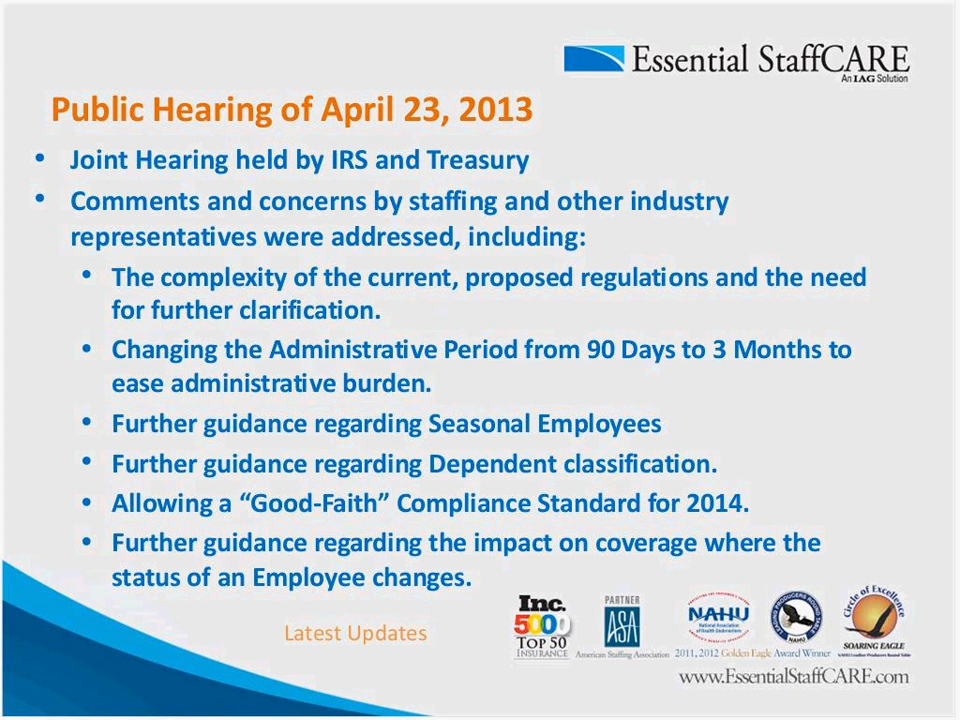 Essential StaffCARE
An IAG Solution
Public Hearing of April 23, 2013
• Joint Hearing held by IRS and Treasury
• Comments and concerns by staffing and other industry
representatives were addressed, including:
• The complexity of the current, proposed regulations and the need
for further clarification.
• Changing the Administrative Period from 90 Days to 3 Months to
ease administrative burden.
• Further guidance regarding Seasonal Employees
• Further guidance regarding Dependent classification.
• Allowing a “Good-Faith” Compliance Standard for 2014.
• Further guidance regarding the impact on coverage where the
status of an Employee changes.
Latest Updates
Inc.
5000
TOP 50
INSURANCE
PARTNER
ASA
American Staffing Association
NAHU
National Association
of Health Underwriters
LEADING PRODUCERS ROUND TABLE
NAHU
2011, 2012 Golden Eagle Award Winner
Circle of Excellence
SOARING EAGLE
www.EssentialStaffCARE.com